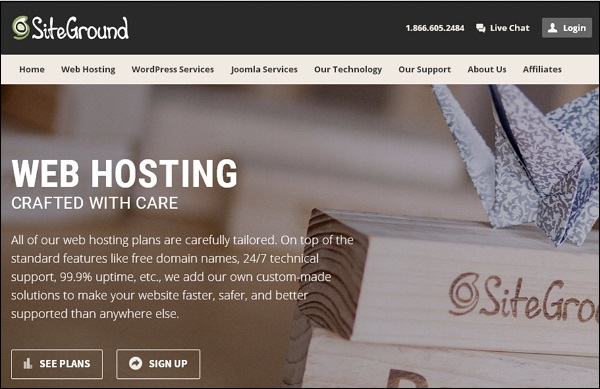 SiteGround
1.866.605.2484 Live Chat Login
Home Web Hosting WordPress Services Joomla Services Our Technology Our Support About Us Affiliates
WEB HOSTING
CRAFTED WITH CARE
All of our web hosting plans are carefully tailored. On top of the
standard features like free domain names, 24/7 technical
support, 99.9% uptime, etc., we add our own custom-made
solutions to make your website faster, safer, and better
supported than anywhere else.
SiteGroun
SEE PLANS SIGN UP